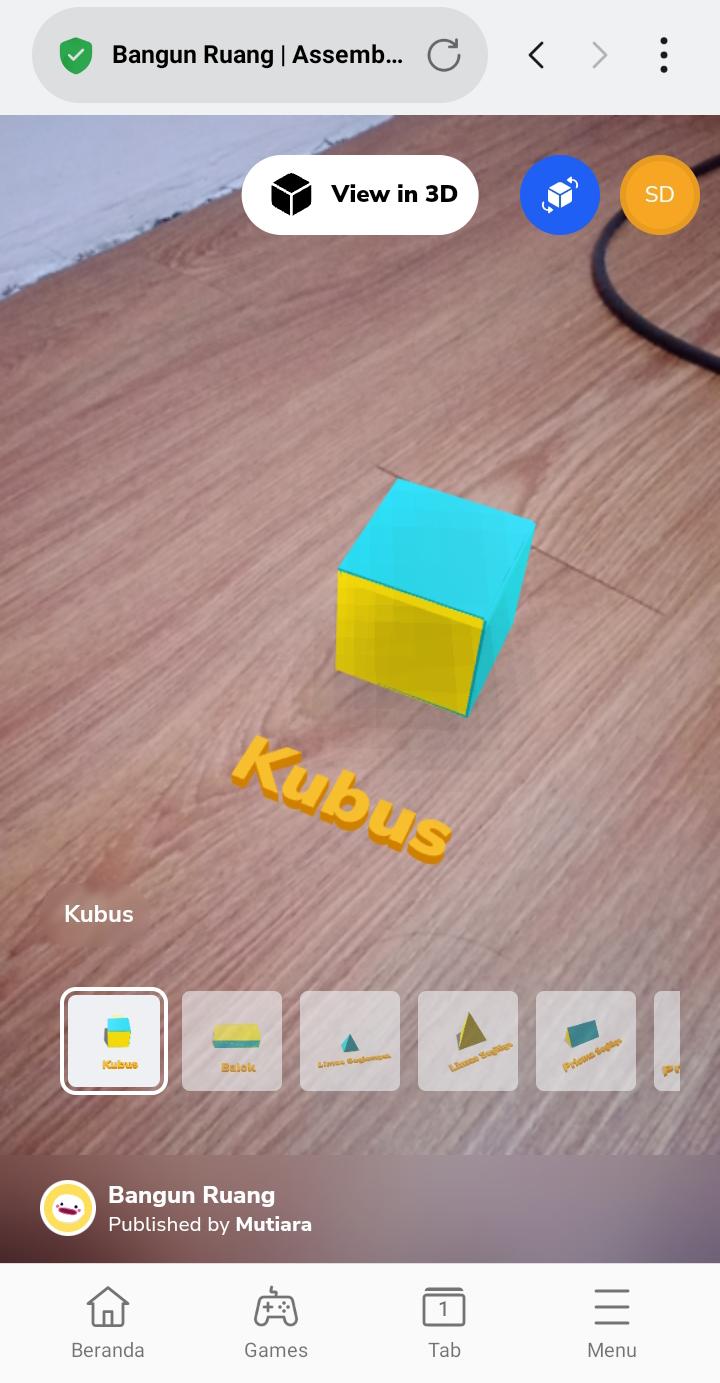 Bangun Ruang | Assemb...
View in 3D
SD
Kubus
Kubus
Kubus
Balok
Limas Segiempat
Limas Segitiga
Prisma Segitiga
Bangun Ruang
Published by Mutiara
Beranda
Games
1
Tab
Menu